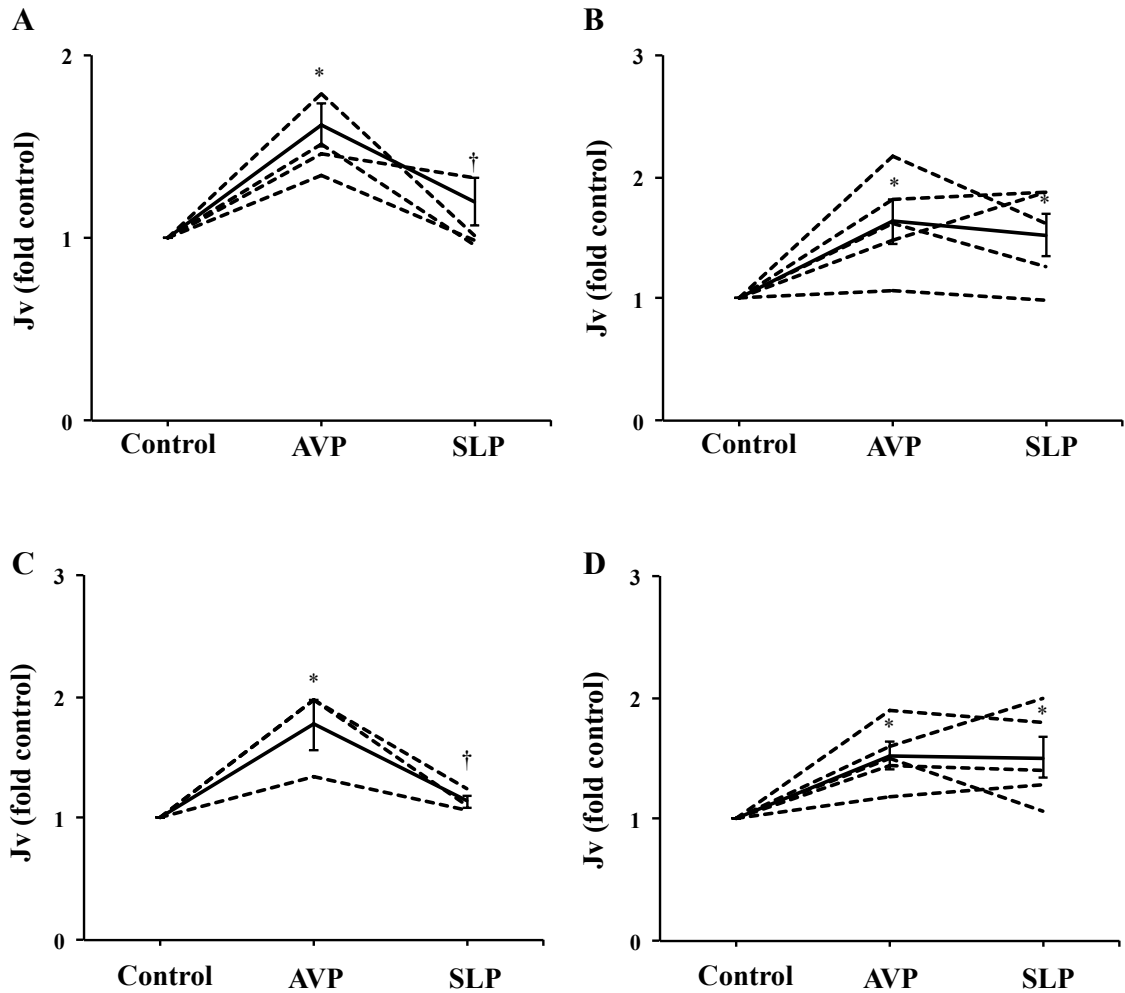 A
Jv (fold control)
2
1
0
*
†
Control AVP SLP
B
Jv (fold control)
3
2
1
0
*
*
Control AVP SLP
C
Jv (fold control)
3
2
1
0
*
†
Control AVP SLP
D
Jv (fold control)
3
2
1
0
*
*
Control AVP SLP